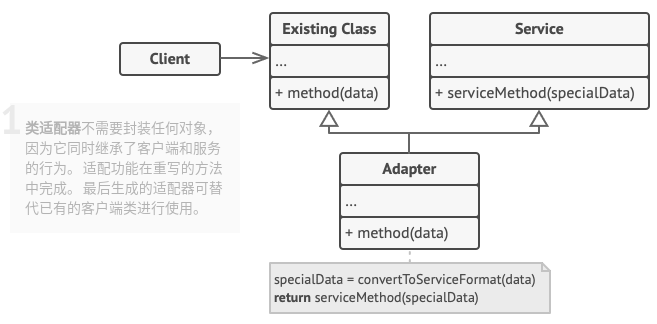 Client
Existing Class
...
+ method(data)
Service
...
+ serviceMethod(specialData)
1
类适配器不需要封装任何对象，
因为它同时继承了客户端和服务
的行为。适配功能在重写的方法
中完成。最后生成的适配器可替
代已有的客户端类进行使用。
Adapter
...
+ method(data)
specialData = convertToServiceFormat(data)
return serviceMethod(specialData)